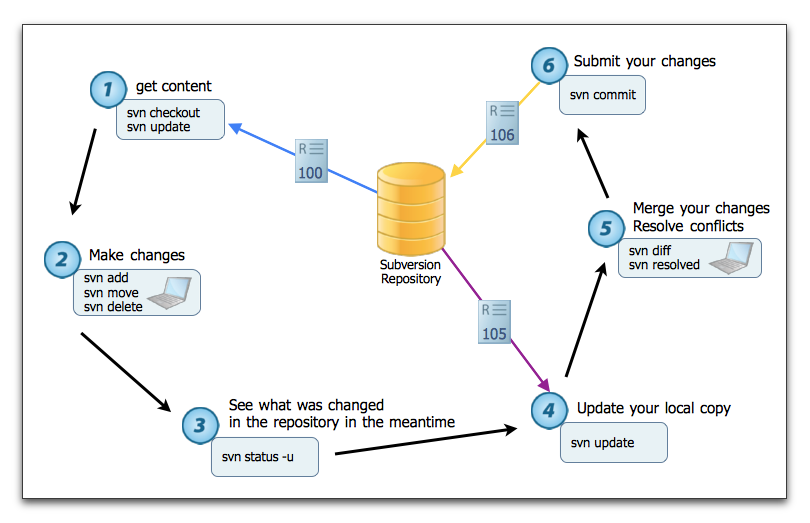 1
get content
svn checkout
svn update
2
Make changes
svn add
svn move
svn delete
3
See what was changed
in the repository in the meantime
svn status -u
4
Update your local copy
svn update
5
Merge your changes
Resolve conflicts
svn diff
svn resolved
6
Submit your changes
svn commit
R
100
R
106
R
105
Subversion
Repository